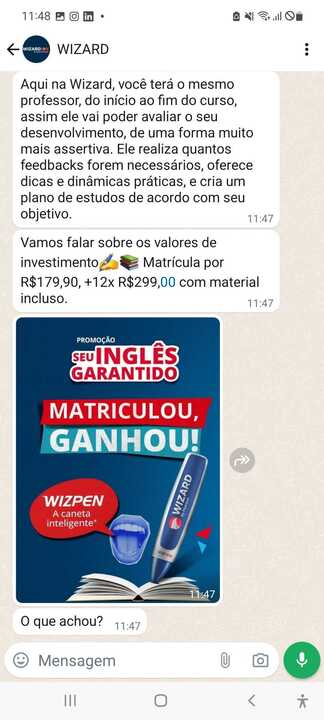 11:48
WIZARD
Aqui na Wizard, você terá o mesmo
professor, do início ao fim do curso,
assim ele vai poder avaliar o seu
desenvolvimento, de uma forma muito
mais assertiva. Ele realiza quantos
feedbacks forem necessários, oferece
dicas e dinâmicas práticas, e cria um
plano de estudos de acordo com seu
objetivo.
11:47
Vamos falar sobre os valores de
investimento✍️📚 Matrícula por
R$179,90, +12x R$299,00 com material
incluso.
11:47
PROMOÇÃO
SEU INGLÊS
GARANTIDO
MATRICULOU,
GANHOU!
WIZPEN
A caneta
inteligente*
WIZARD
11:47
O que achou?
11:47
Mensagem